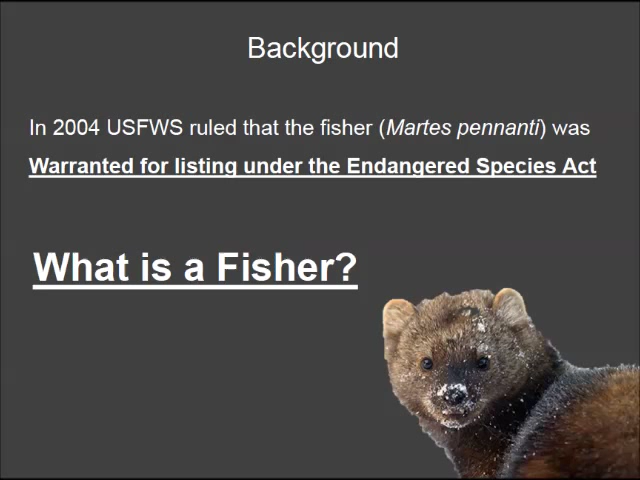 Background
In 2004 USFWS ruled that the fisher (Martes pennanti) was
Warranted for listing under the Endangered Species Act
What is a Fisher?